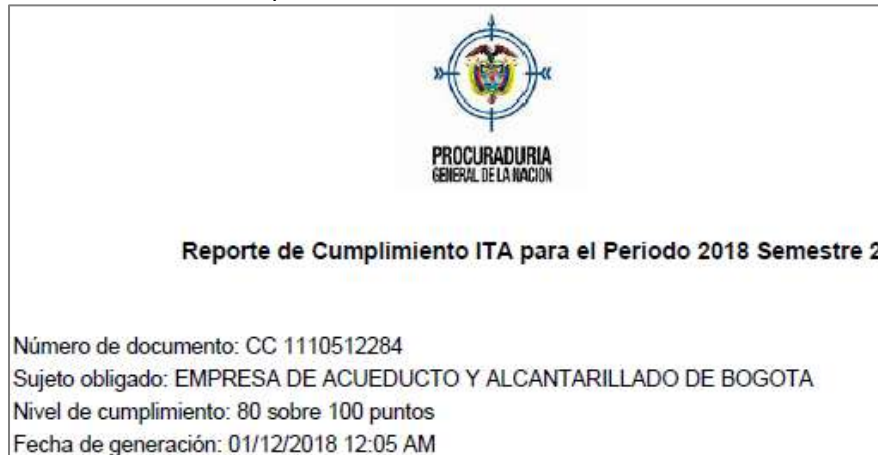 PROCURADURIA
GENERAL DE LA NACION
Reporte de Cumplimiento ITA para el Periodo 2018 Semestre 2
Número de documento: CC 1110512284
Sujeto obligado: EMPRESA DE ACUEDUCTO Y ALCANTARILLADO DE BOGOTA
Nivel de cumplimiento: 80 sobre 100 puntos
Fecha de generación: 01/12/2018 12:05 AM